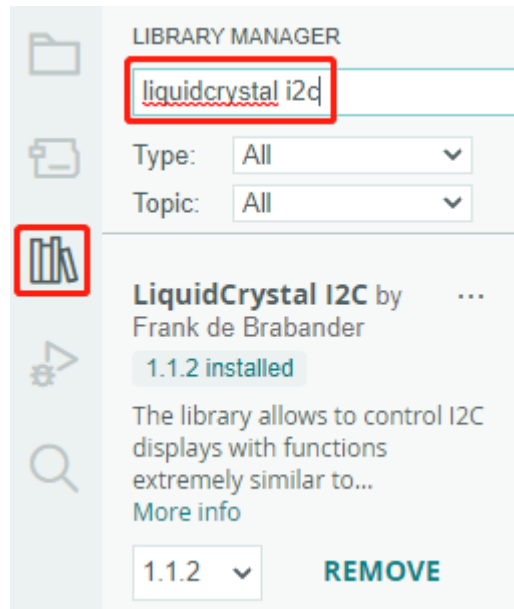 LIBRARY MANAGER
liquidcrystal i2c
Type: All
Topic: All
LiquidCrystal I2C by ...
Frank de Brabander
1.1.2 installed
The library allows to control I2C
displays with functions
extremely similar to...
More info
1.1.2 REMOVE